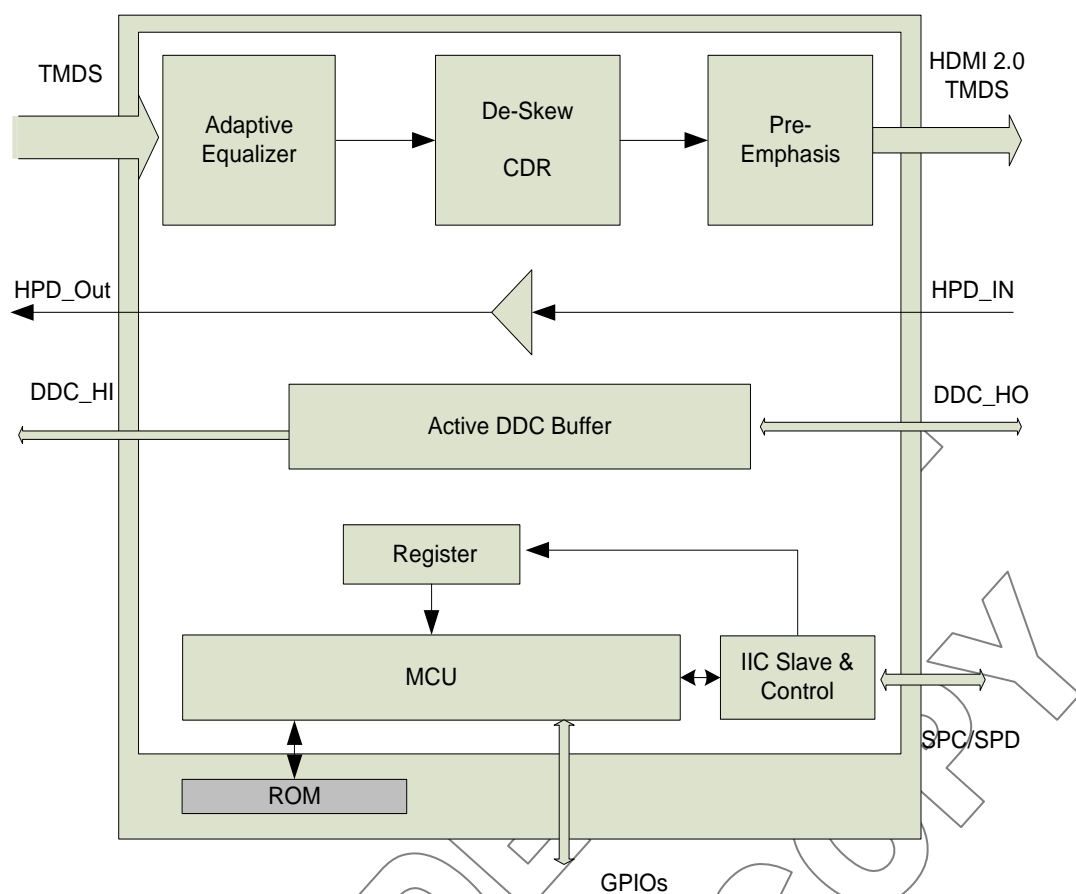 TMDS
Adaptive
Equalizer
De-Skew
CDR
Pre-
Emphasis
HDMI 2.0
TMDS
HPD_Out
HPD_IN
DDC_HI
Active DDC Buffer
DDC_HO
Register
MCU
IIC Slave &
Control
SPC/SPD
ROM
GPIOs
COPY